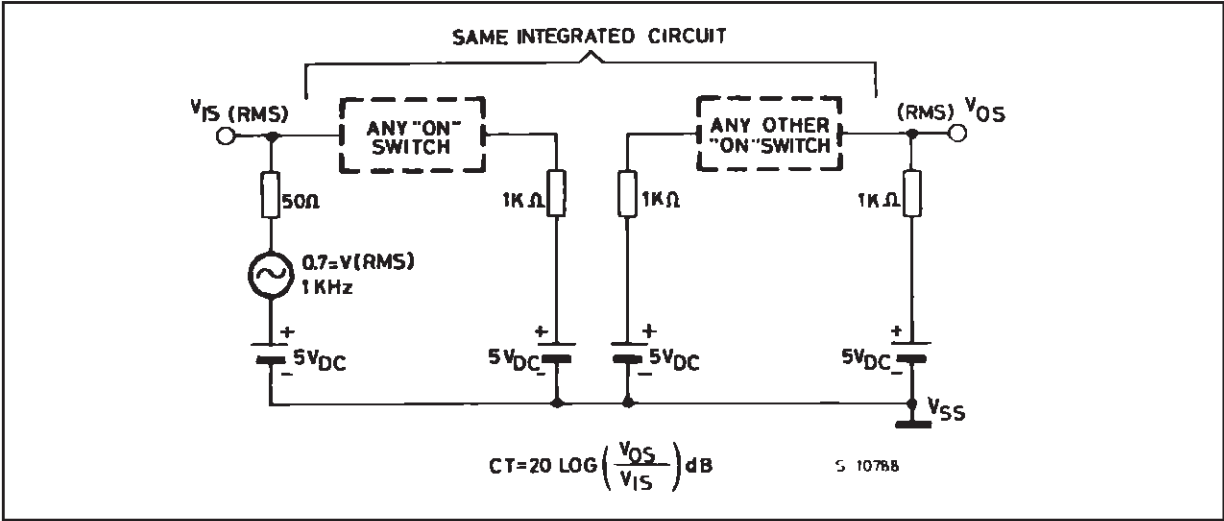 SAME INTEGRATED CIRCUIT
VIS (RMS)
ANY "ON"
SWITCH
ANY OTHER
"ON" SWITCH
(RMS) VOS
50Ω
1KΩ
1KΩ
1KΩ
0.7=V(RMS)
1 KHz
+
5VDC
-
+
5VDC
-
+
5VDC
-
+
5VDC
-
VSS
CT=20 LOG(VOS/VIS)dB
S 10788